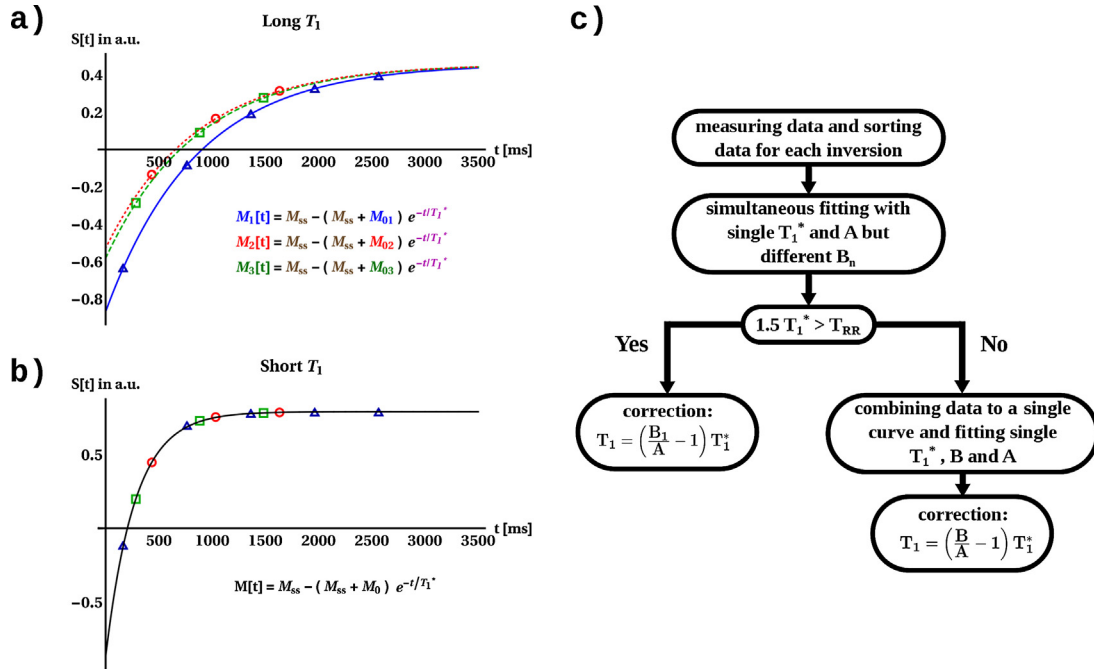 a)
Long T₁
S[t] in a.u.
0.4
0.2
−0.2
−0.4
−0.6
−0.8
500 1000 1500 2000 2500 3000 3500
t [ms]
M₁[t] = Mss − ( Mss + M₀₁ ) e^−t/T₁*
M₂[t] = Mss − ( Mss + M₀₂ ) e^−t/T₁*
M₃[t] = Mss − ( Mss + M₀₃ ) e^−t/T₁*
b)
Short T₁
S[t] in a.u.
0.5
−0.5
t [ms]
500 1000 1500 2000 2500 3000 3500
M[t] = Mss − ( Mss + M₀ ) e^−t/T₁*
c)
measuring data and sorting
data for each inversion
simultaneous fitting with
single T₁* and A but
different Bₙ
1.5 T₁* > T_RR
Yes
No
correction:
T₁ = (B₁/A − 1) T₁*
combining data to a single
curve and fitting single
T₁* , B and A
correction:
T₁ = (B/A − 1) T₁*